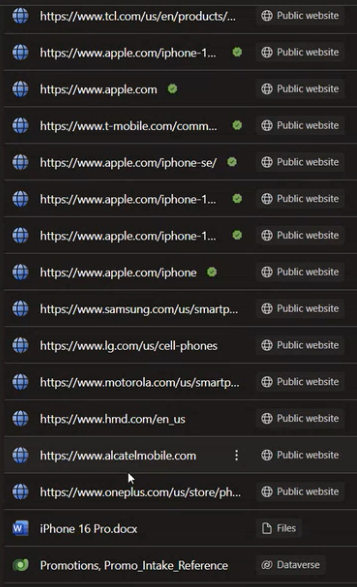 https://www.tcl.com/us/en/products/... Public website
https://www.apple.com/iphone-1... Public website
https://www.apple.com Public website
https://www.t-mobile.com/comm... Public website
https://www.apple.com/iphone-se/ Public website
https://www.apple.com/iphone-1... Public website
https://www.apple.com/iphone-1... Public website
https://www.apple.com/iphone Public website
https://www.samsung.com/us/smartp... Public website
https://www.lg.com/us/cell-phones Public website
https://www.motorola.com/us/smartp... Public website
https://www.hmd.com/en_us Public website
https://www.alcatelmobile.com Public website
https://www.oneplus.com/us/store/ph... Public website
iPhone 16 Pro.docx Files
Promotions, Promo_Intake_Reference Dataverse